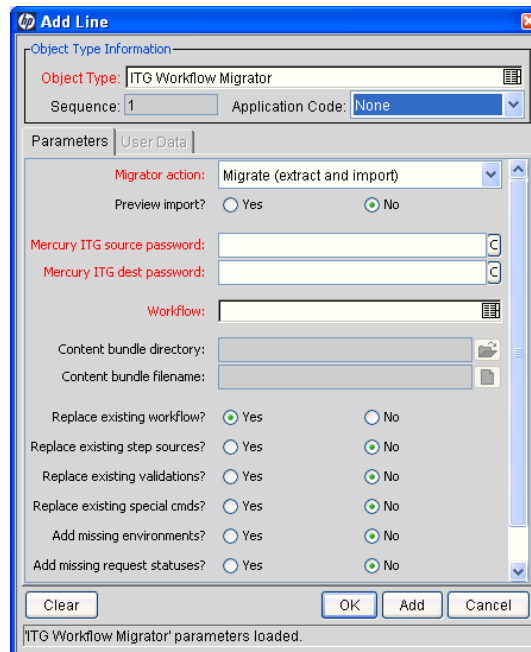 hp Add Line
Object Type Information
Object Type: ITG Workflow Migrator
Sequence: 1 Application Code: None
Parameters User Data
Migrator action: Migrate (extract and import)
Preview import? Yes No
Mercury ITG source password: C
Mercury ITG dest password: C
Workflow:
Content bundle directory:
Content bundle filename:
Replace existing workflow? Yes No
Replace existing step sources? Yes No
Replace existing validations? Yes No
Replace existing special cmds? Yes No
Add missing environments? Yes No
Add missing request statuses? Yes No
Clear OK Add Cancel
'ITG Workflow Migrator' parameters loaded.